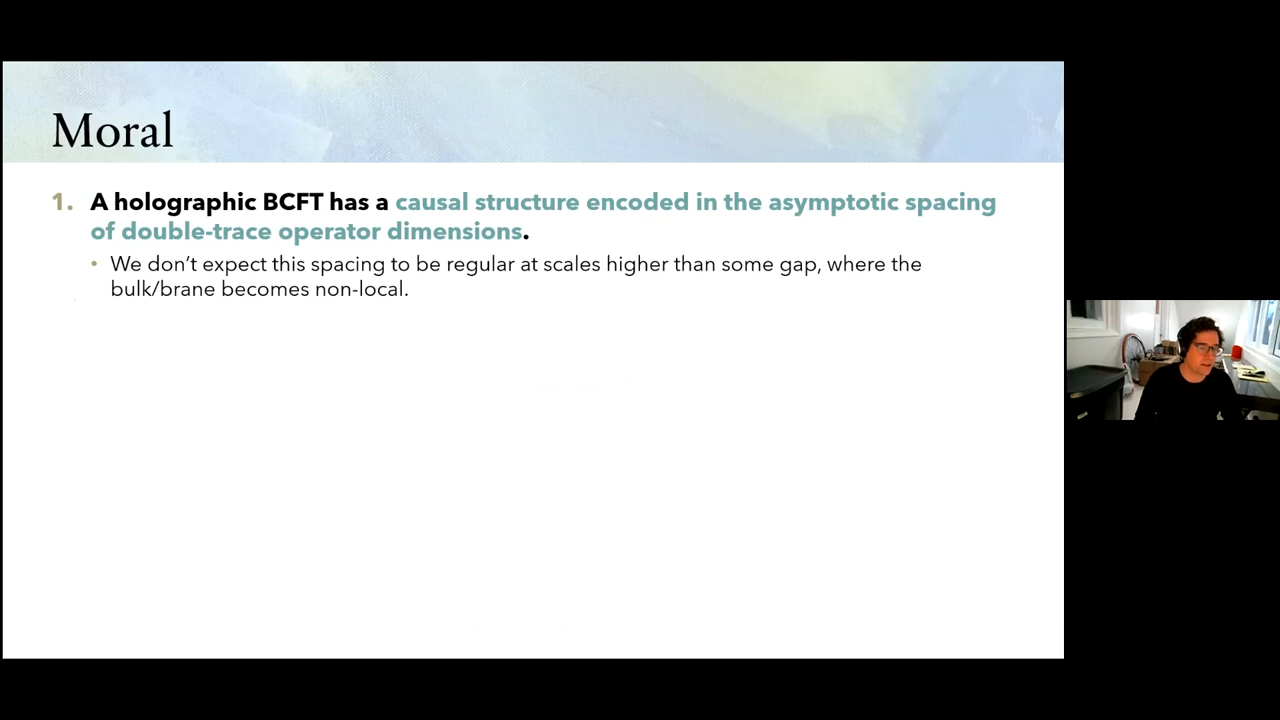 Moral
1. A holographic BCFT has a causal structure encoded in the asymptotic spacing
of double-trace operator dimensions.
• We don’t expect this spacing to be regular at scales higher than some gap, where the
bulk/brane becomes non-local.